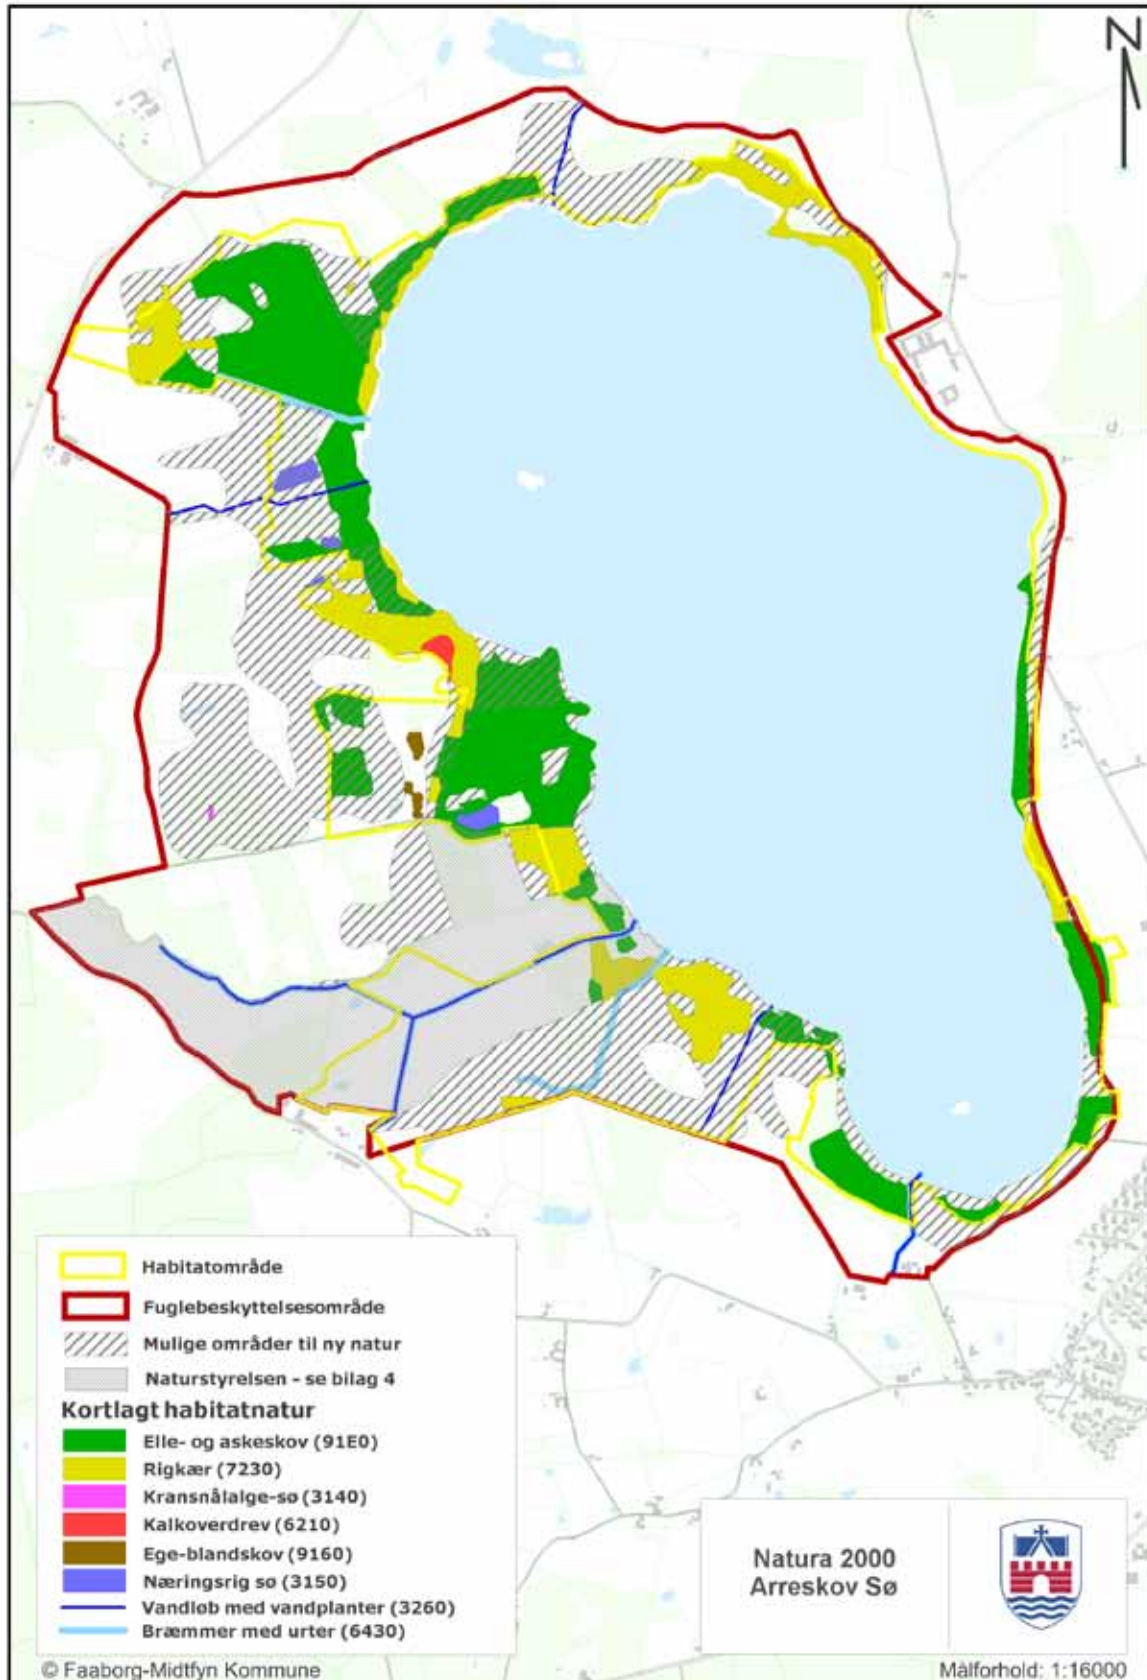 N
Habitatområde
Fuglebeskyttelsesområde
Mulige områder til ny natur
Naturstyrelsen - se bilag 4
Kortlagt habitatnatur
Elle- og askeskov (91E0)
Rigkær (7230)
Kransnålalge-sø (3140)
Kalkoverdrev (6210)
Ege-blandskov (9160)
Næringsrig sø (3150)
Vandløb med vandplanter (3260)
Bræmmer med urter (6430)
Natura 2000
Arreskov Sø
© Faaborg-Midtfyn Kommune
Målforhold: 1:16000